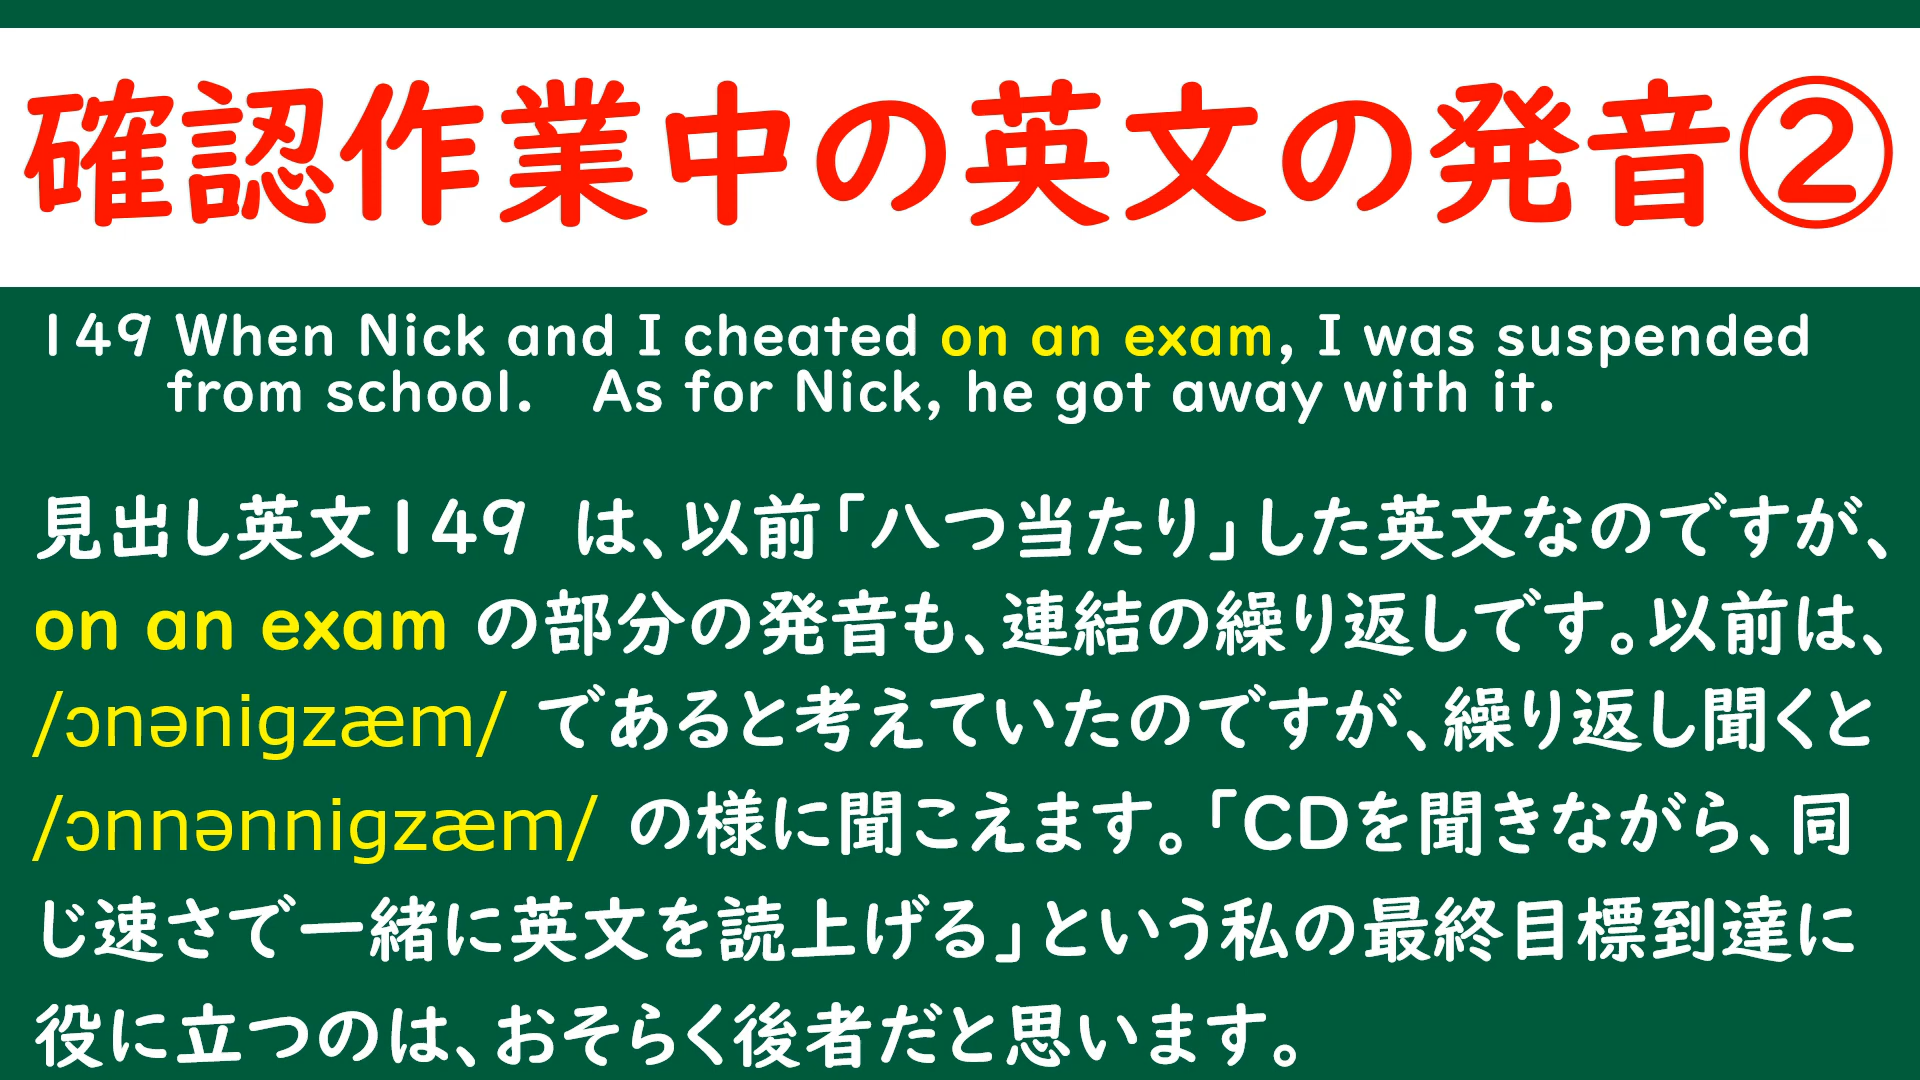 確認作業中の英文の発音②
149 When Nick and I cheated on an exam, I was suspended
from school. As for Nick, he got away with it.
見出し英文149 は、以前「八つ当たり」した英文なのですが、
on an exam の部分の発音も、連結の繰り返しです。以前は、
/ɔnənigzæm/ であると考えていたのですが、繰り返し聞くと
/ɔnnənnigzæm/ の様に聞こえます。「CDを聞きながら、同
じ速さで一緒に英文を読上げる」という私の最終目標到達に
役に立つのは、おそらく後者だと思います。